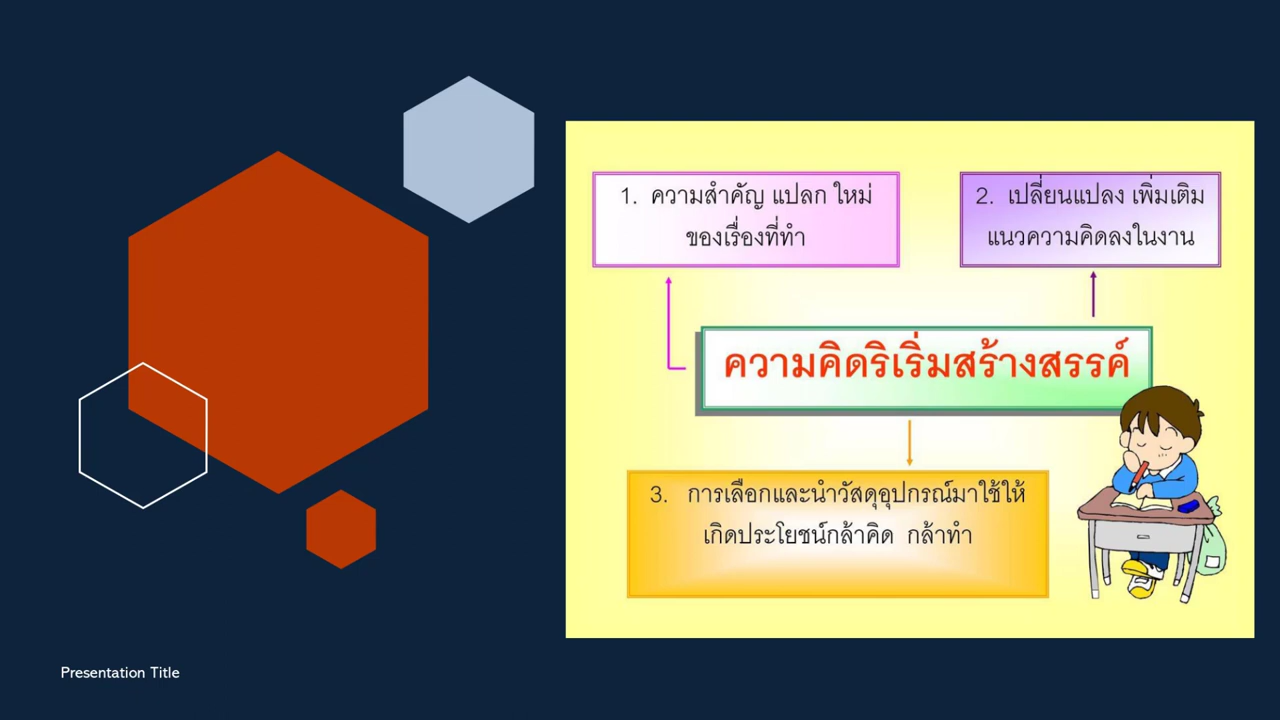 1. ความสำคัญ แปลก ใหม่
ของเรื่องที่ทำ
2. เปลี่ยนแปลง เพิ่มเติม
แนวความคิดลงในงาน
ความคิดริเริ่มสร้างสรรค์
3. การเลือกและนำวัสดุอุปกรณ์มาใช้ให้
เกิดประโยชน์กล้าคิด กล้าทำ
Presentation Title